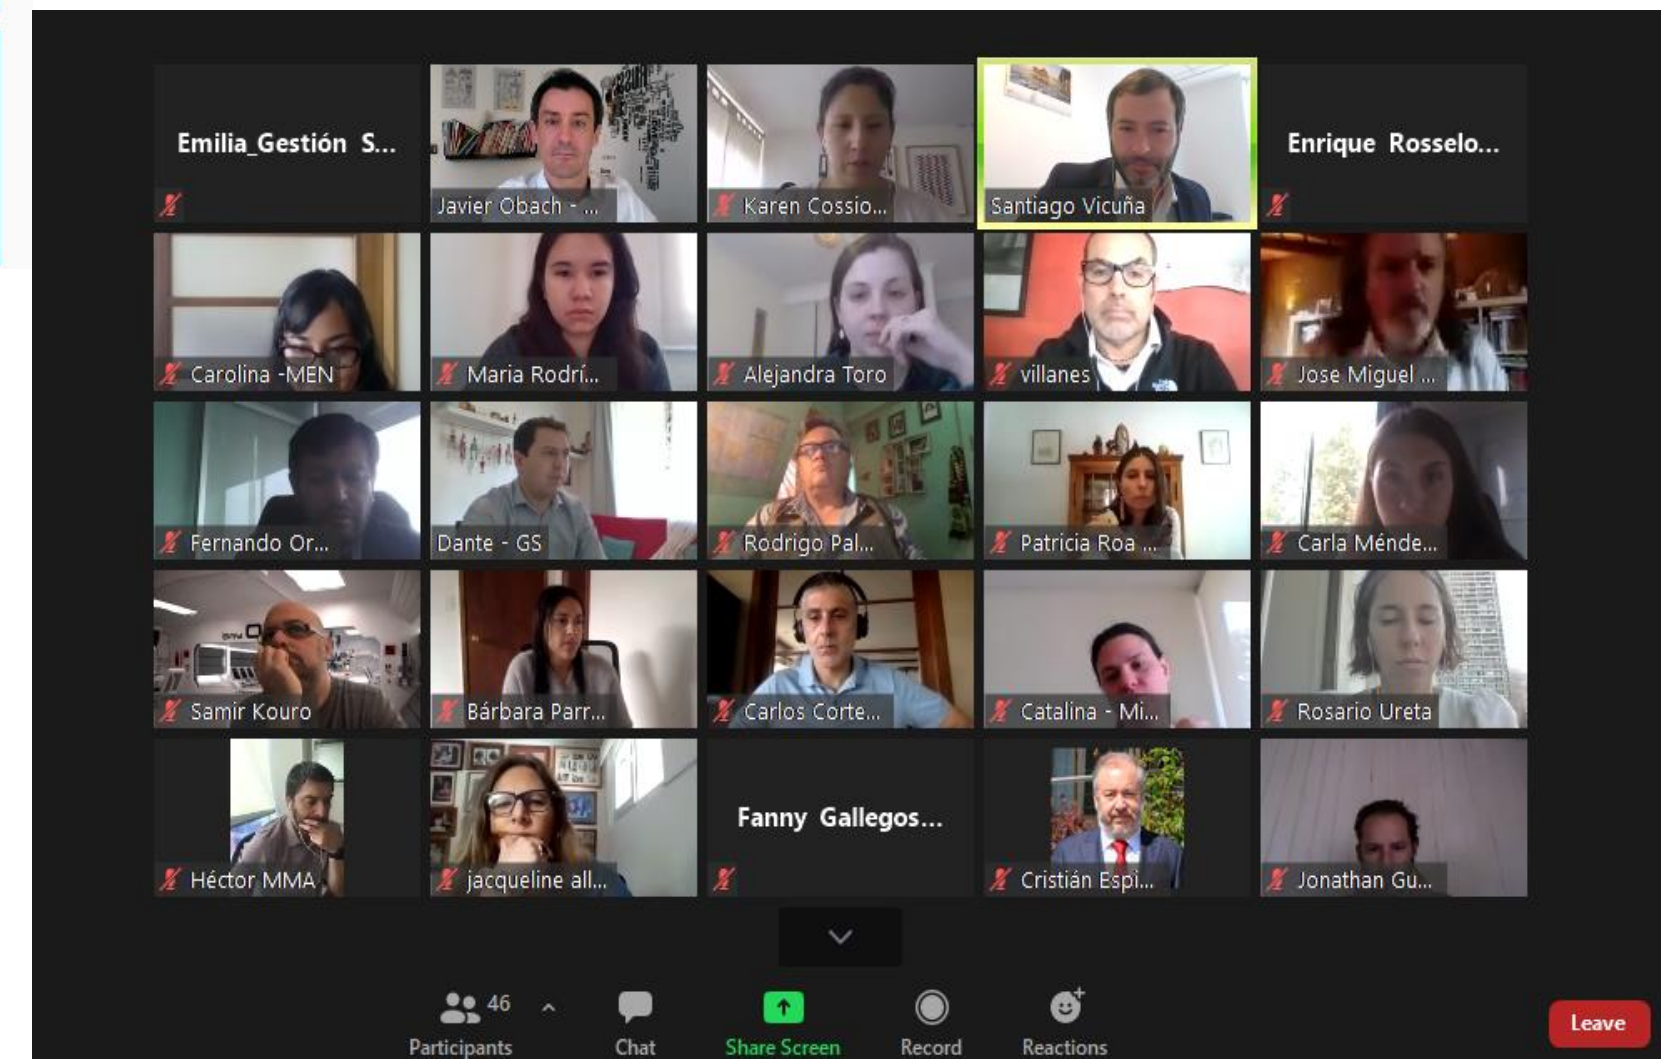 Emilia_Gestión S...
Javier Obach - ...
Karen Cossio...
Santiago Vicuña
Enrique Rosselo...
Carolina -MEN
Maria Rodrí...
Alejandra Toro
villanes
Jose Miguel ...
Fernando Or...
Dante - GS
Rodrigo Pal...
Patricia Roa ...
Carla Ménde...
Samir Kouro
Bárbara Parr...
Carlos Corte...
Catalina - Mi...
Rosario Ureta
Héctor MMA
jacqueline all...
Fanny Gallegos...
Cristián Espi...
Jonathan Gu...
46
Participants
Chat
Share Screen
Record
Reactions
Leave